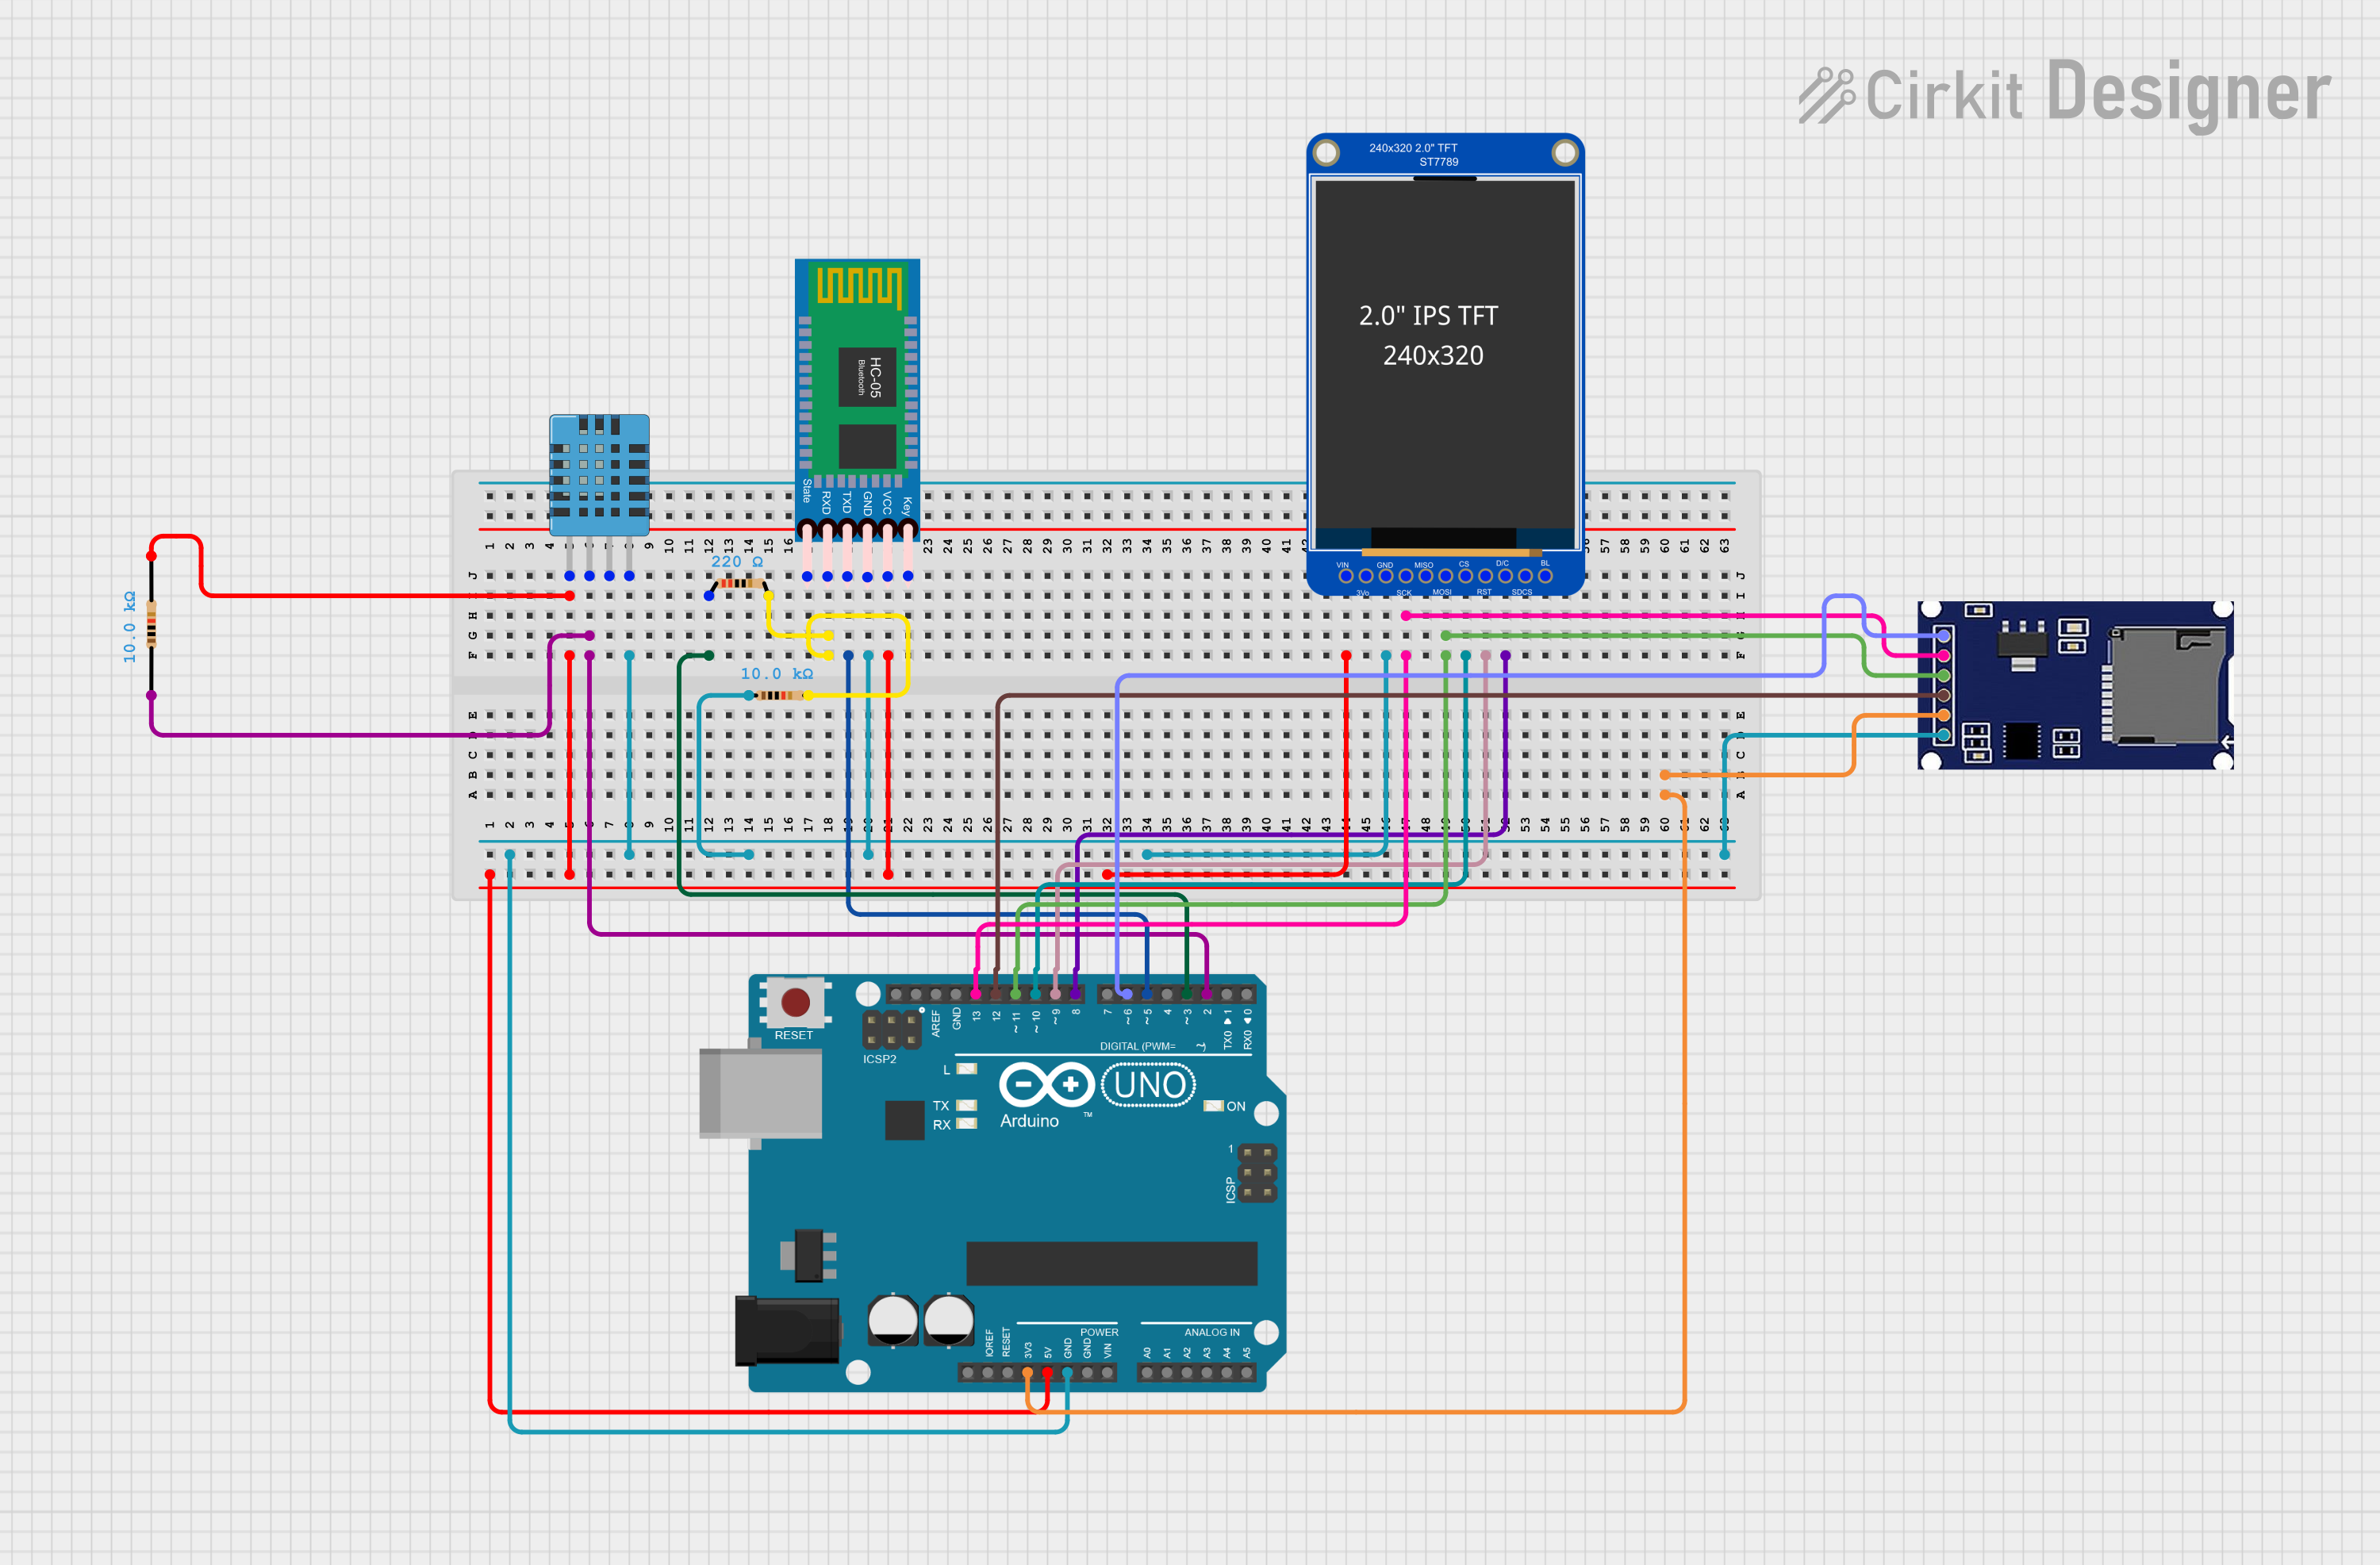 Cirkit Designer
240x320 2.0" TFT
ST7789
2.0" IPS TFT
240x320
HC-05
Bluetooth
State
RXD
TXD
GND
VCC
Key
VIN
GND
MISO
CS
D/C
BL
3Vo
SCK
MOSI
RST
SDCS
220 Ω
10.0 kΩ
10.0 kΩ
J
H
G
F
E
C
B
A
RESET
ICSP2
AREF
GND
13
12
~ 11
~ 10
~ 9
8
7
~ 6
~ 5
4
~ 3
2
TX0 ▶ 1
RX0 ◀ 0
DIGITAL (PWM= ~)
L
TX
RX
UNO
Arduino
™
ON
1
ICSP
IOREF
RESET
3V3
5V
GND
GND
VIN
POWER
ANALOG IN
A0
A1
A2
A3
A4
A5